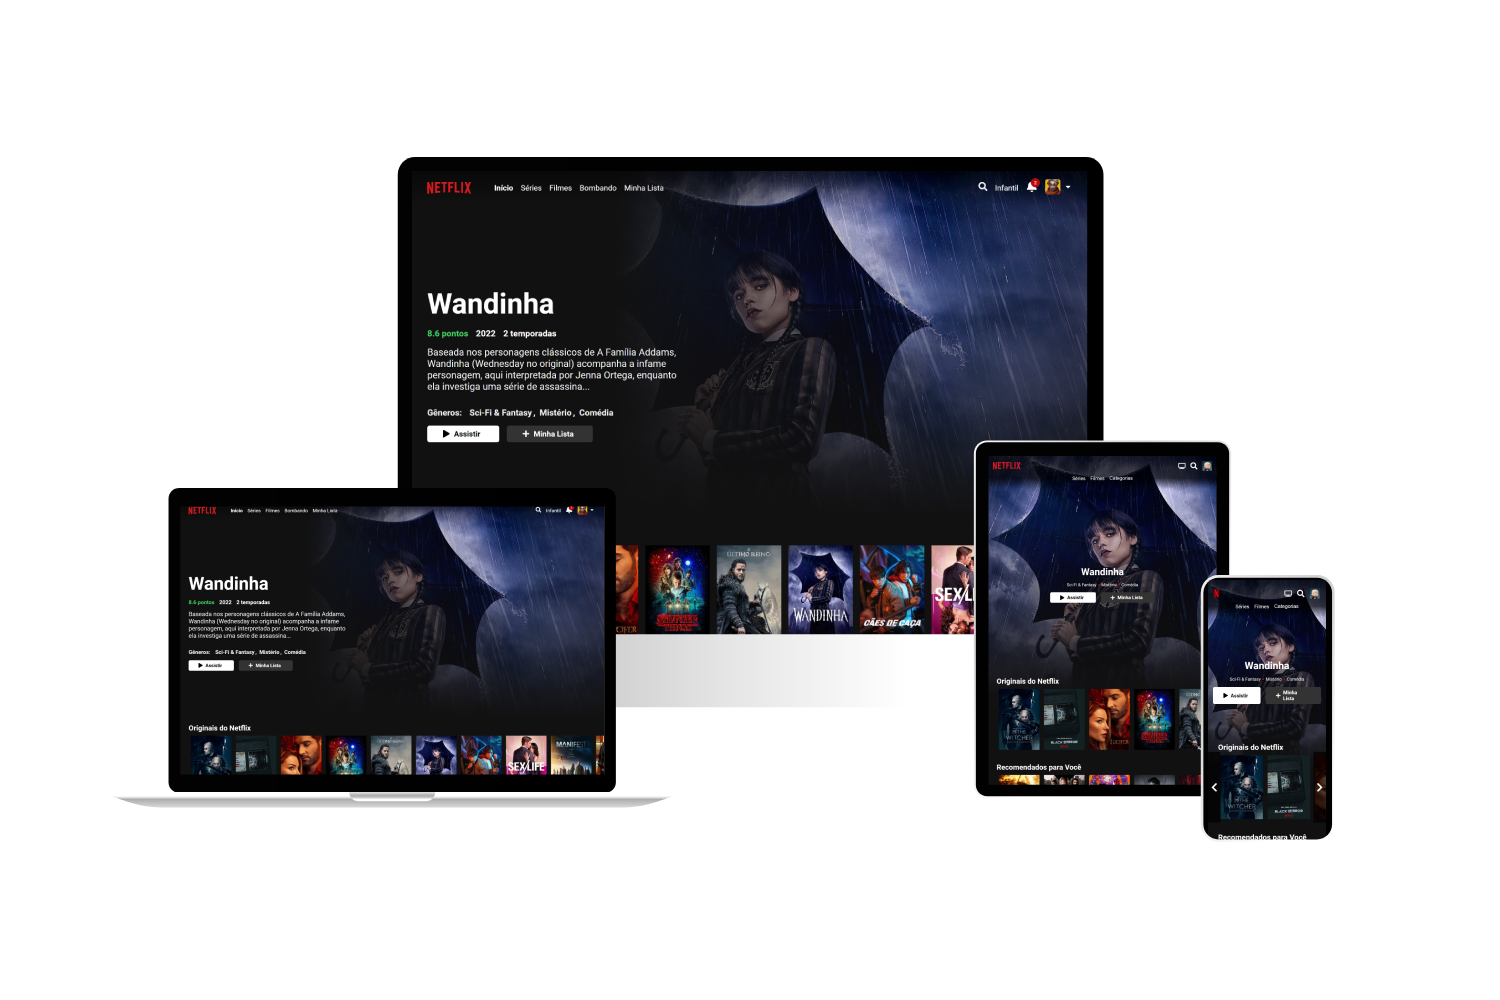 NETFLIX Início Séries Filmes Bombando Minha Lista Infantil
Wandinha
8.6 pontos 2022 2 temporadas
Baseada nos personagens clássicos de A Família Addams,
Wandinha (Wednesday no original) acompanha a infame
personagem, aqui interpretada por Jenna Ortega, enquanto
ela investiga uma série de assassina...
Gêneros: Sci-Fi & Fantasy, Mistério, Comédia
Assistir Minha Lista
STRANGER THINGS
O ÚLTIMO REINO
WANDINHA
CÃES DE CAÇA
SEX/LI
NETFLIX Início Séries Filmes Bombando Minha Lista Infantil
Wandinha
8.6 pontos 2022 2 temporadas
Baseada nos personagens clássicos de A Família Addams,
Wandinha (Wednesday no original) acompanha a infame
personagem, aqui interpretada por Jenna Ortega, enquanto
ela investiga uma série de assassina...
Gêneros: Sci-Fi & Fantasy, Mistério, Comédia
Assistir Minha Lista
Originais do Netflix
SEX/LIFE
MANIFEST
NETFLIX
Séries Filmes Categorias
Wandinha
Sci-Fi & Fantasy · Mistério · Comédia
Assistir Minha Lista
Originais do Netflix
THE WITCHER
BLACK MIRROR
LUCIFER
Recomendados para Você
N
Séries Filmes Categorias
Wandinha
Sci-Fi & Fantasy · Mistério · Comédia
Assistir
Minha
Lista
Originais do Netflix
THE
WITCHER
BLACK MIRROR
Recomendados para Você